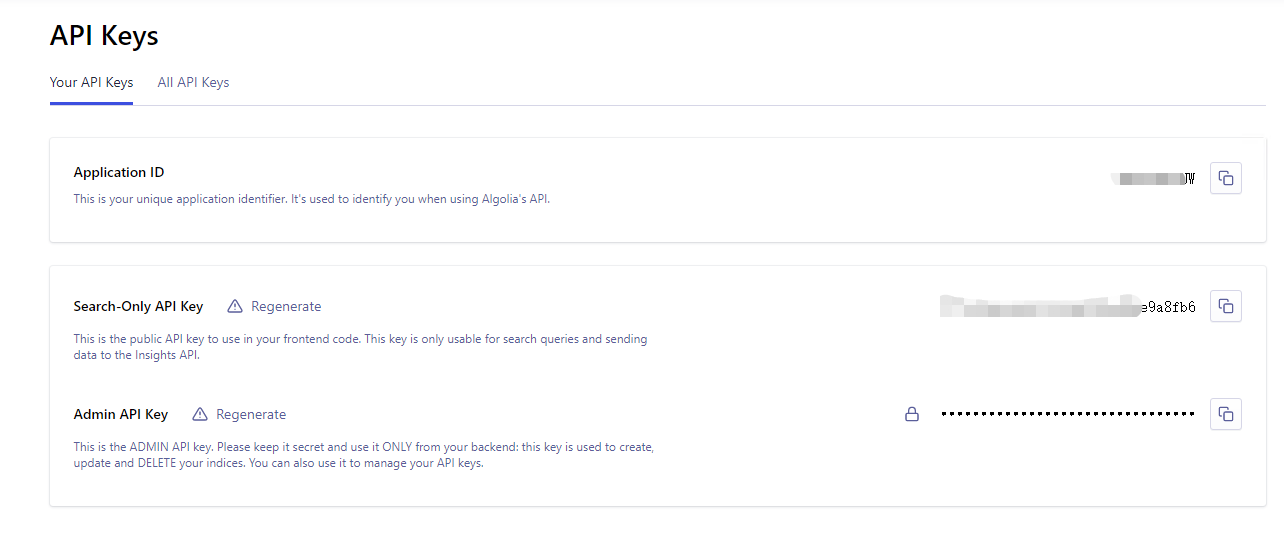 API Keys
Your API Keys All API Keys
Application ID
This is your unique application identifier. It's used to identify you when using Algolia's API.
Search-Only API Key Regenerate
e9a8fb6
This is the public API key to use in your frontend code. This key is only usable for search queries and sending
data to the Insights API.
Admin API Key Regenerate
This is the ADMIN API key. Please keep it secret and use it ONLY from your backend: this key is used to create,
update and DELETE your indices. You can also use it to manage your API keys.